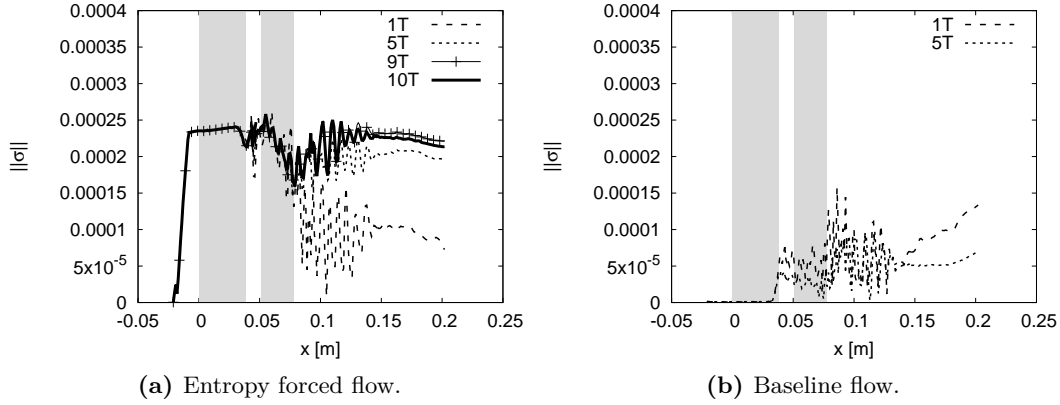 0.0004
0.00035
0.0003
0.00025
0.0002
0.00015
0.0001
5x10-5
0
||σ||
-0.05 0 0.05 0.1 0.15 0.2 0.25
x [m]
1T
5T
9T
10T
(a) Entropy forced flow.
0.0004
0.00035
0.0003
0.00025
0.0002
0.00015
0.0001
5x10-5
0
||σ||
-0.05 0 0.05 0.1 0.15 0.2 0.25
x [m]
1T
5T
(b) Baseline flow.